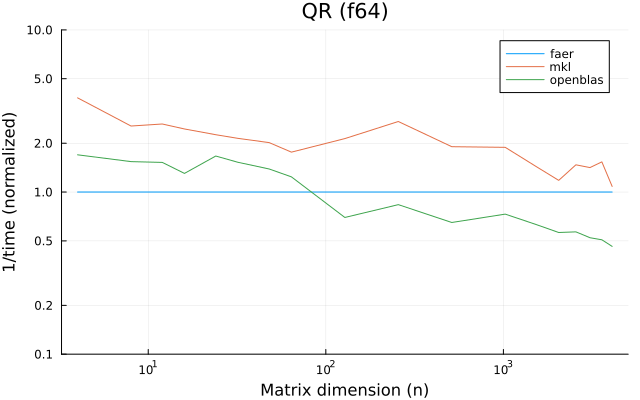 QR (f64)
10.0
5.0
2.0
1.0
0.5
0.2
0.1
1/time (normalized)
faer
mkl
openblas
10¹
10²
10³
Matrix dimension (n)